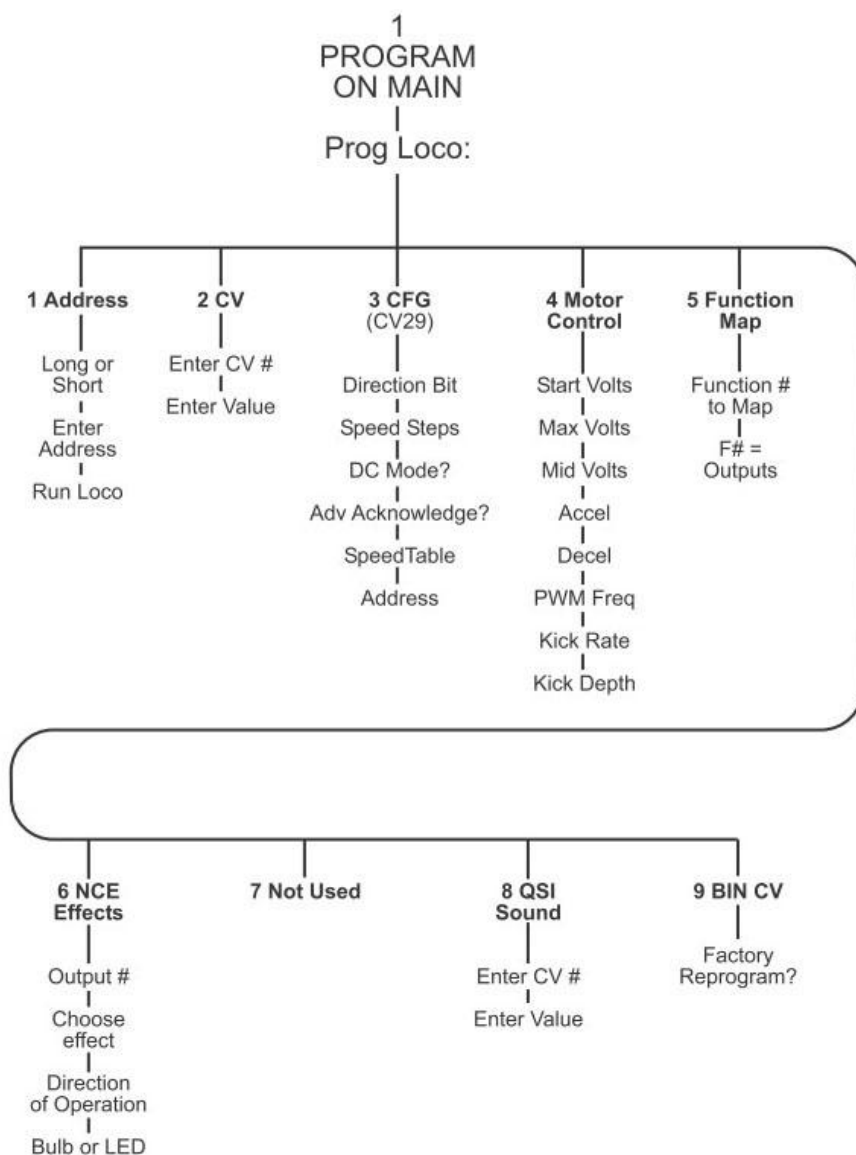 1
PROGRAM
ON MAIN
Prog Loco:
1 Address
Long or
Short
Enter
Address
Run Loco
2 CV
Enter CV #
Enter Value
3 CFG
(CV29)
Direction Bit
Speed Steps
DC Mode?
Adv Acknowledge?
SpeedTable
Address
4 Motor
Control
Start Volts
Max Volts
Mid Volts
Accel
Decel
PWM Freq
Kick Rate
Kick Depth
5 Function
Map
Function #
to Map
F# =
Outputs
6 NCE
Effects
Output #
Choose
effect
Direction
of Operation
Bulb or LED
7 Not Used
8 QSI
Sound
Enter CV #
Enter Value
9 BIN CV
Factory
Reprogram?